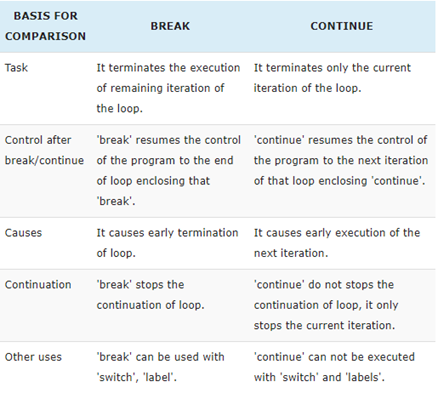 BASIS FOR
COMPARISON
BREAK
CONTINUE
Task
It terminates the execution
of remaining iteration of
the loop.
It terminates only the current
iteration of the loop.
Control after
break/continue
'break' resumes the control
of the program to the end
of loop enclosing that
'break'.
'continue' resumes the control of
the program to the next iteration
of that loop enclosing 'continue'.
Causes
It causes early termination
of loop.
It causes early execution of the
next iteration.
Continuation
'break' stops the
continuation of loop.
'continue' do not stops the
continuation of loop, it only
stops the current iteration.
Other uses
'break' can be used with
'switch', 'label'.
'continue' can not be executed
with 'switch' and 'labels'.